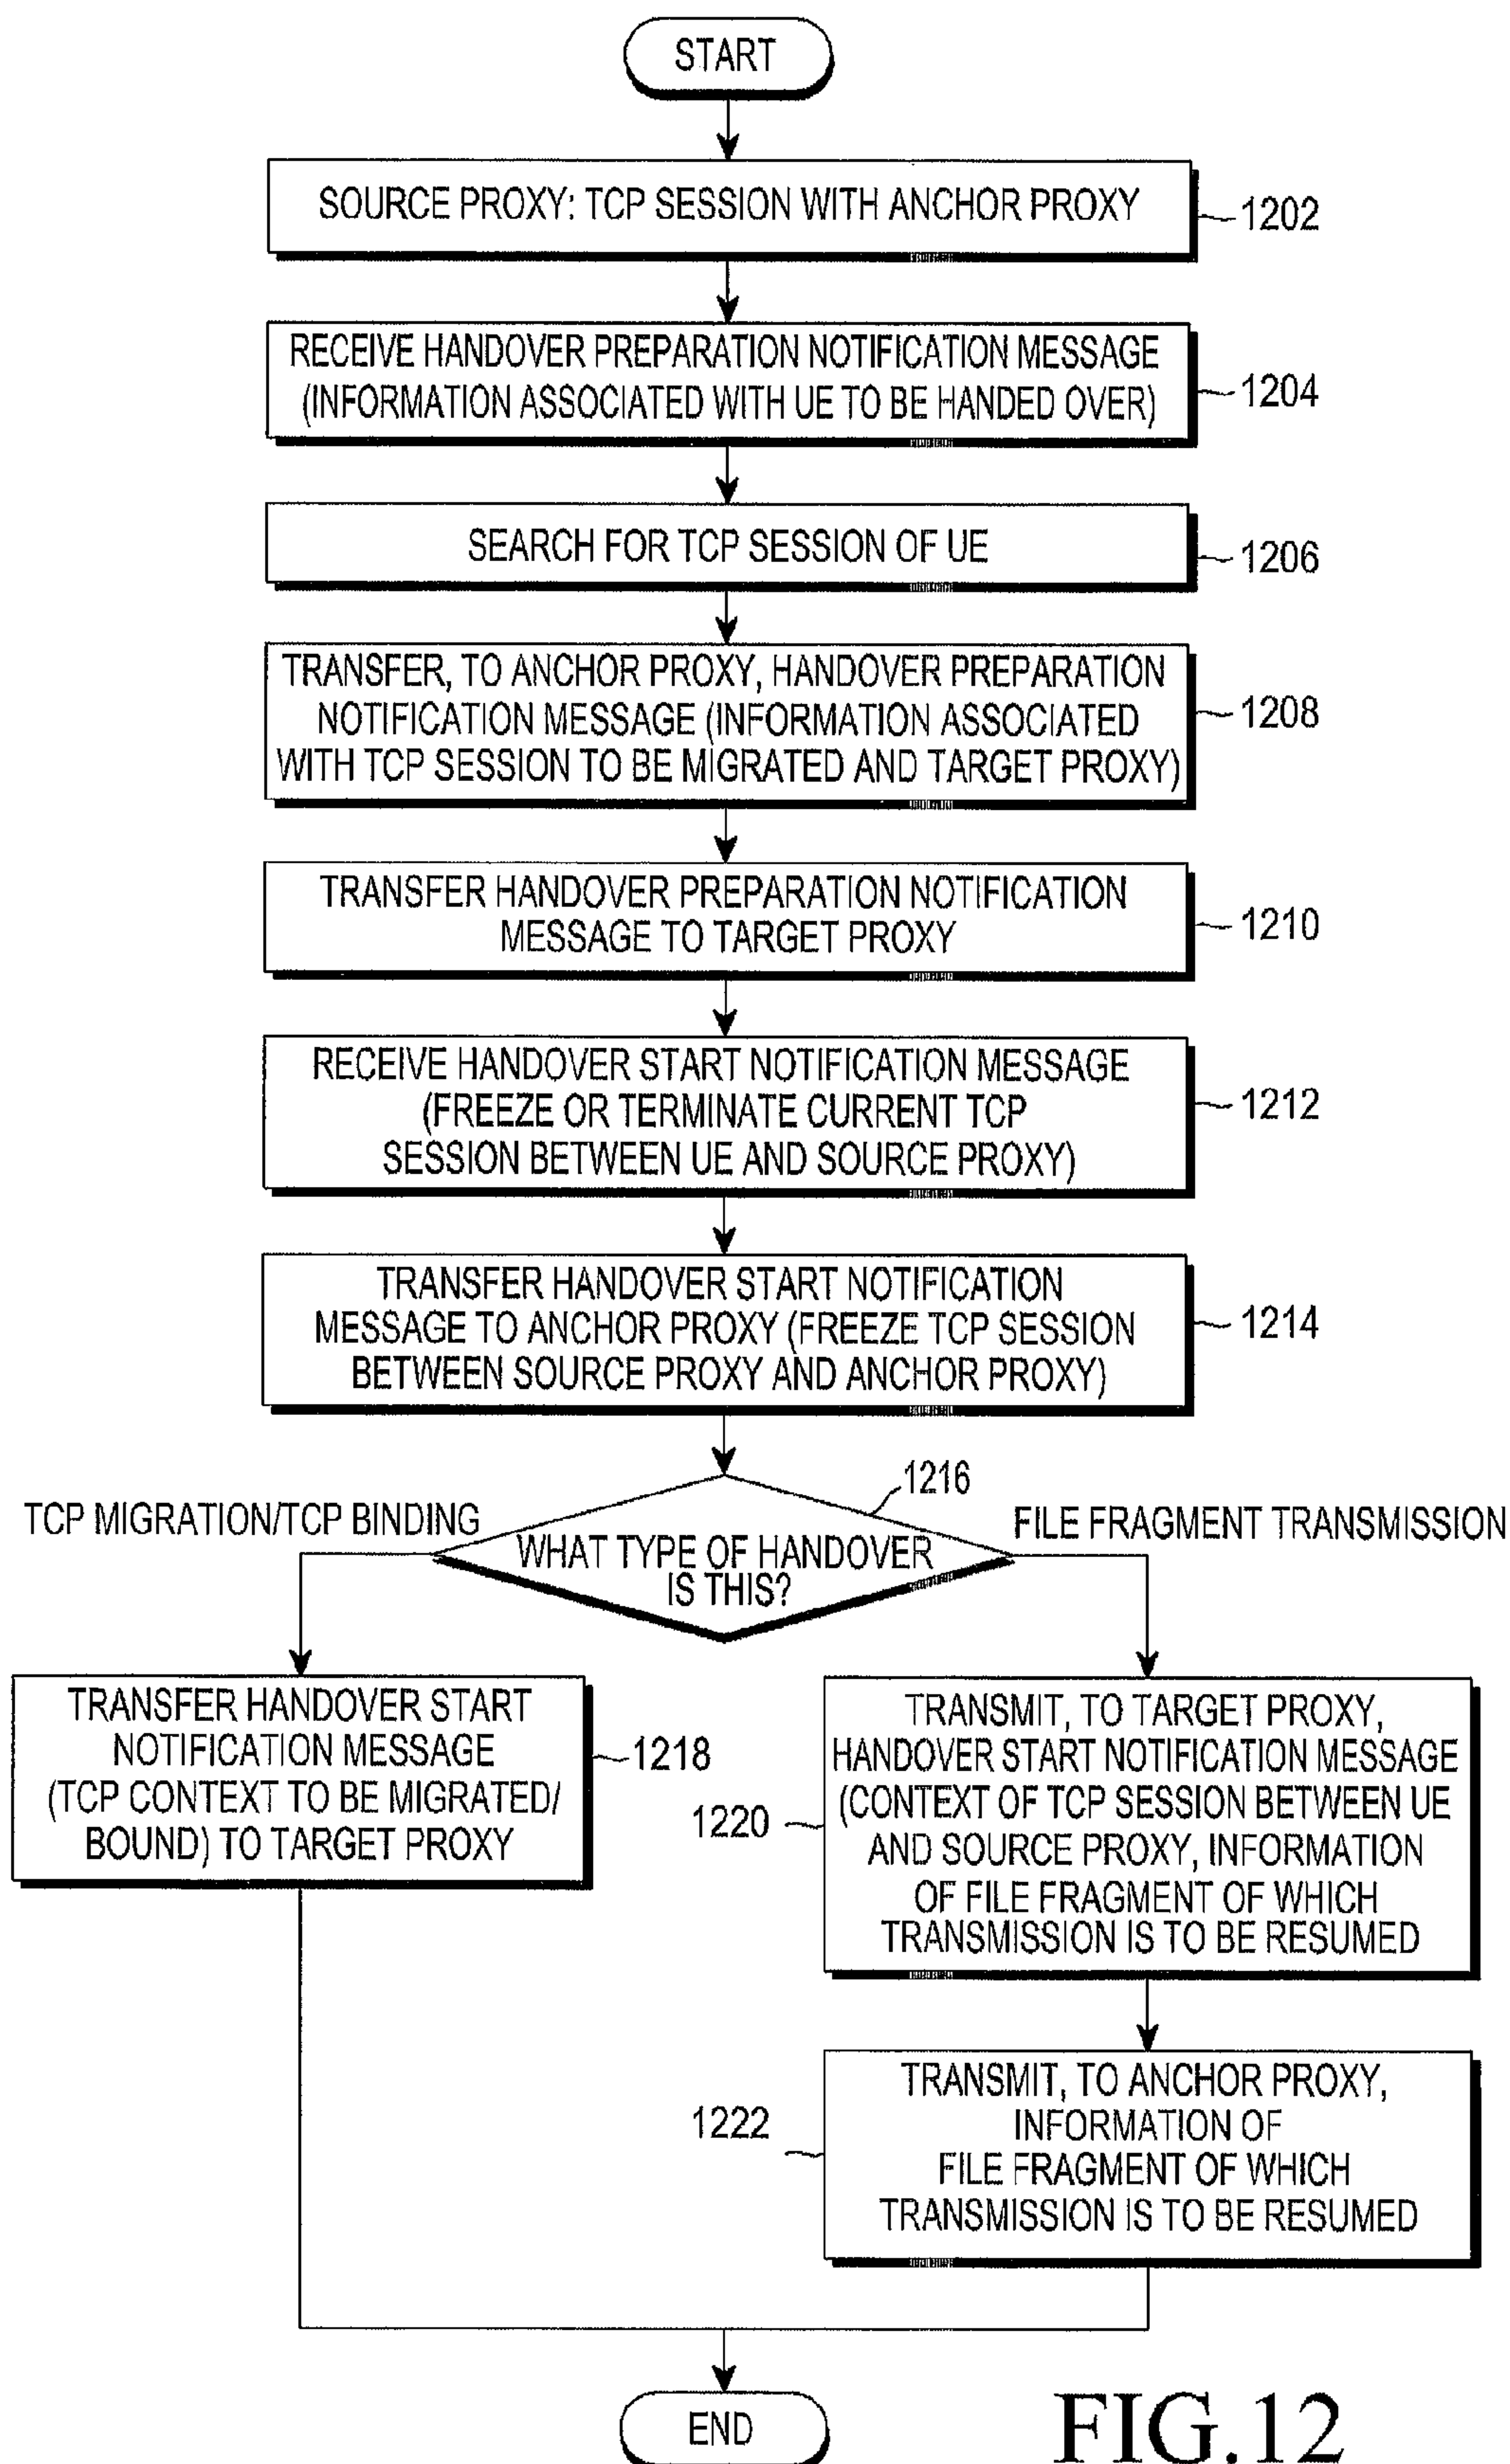 START
SOURCE PROXY: TCP SESSION WITH ANCHOR PROXY
1202
RECEIVE HANDOVER PREPARATION NOTIFICATION MESSAGE
(INFORMATION ASSOCIATED WITH UE TO BE HANDED OVER)
1204
SEARCH FOR TCP SESSION OF UE
1206
TRANSFER, TO ANCHOR PROXY, HANDOVER PREPARATION
NOTIFICATION MESSAGE (INFORMATION ASSOCIATED
WITH TCP SESSION TO BE MIGRATED AND TARGET PROXY)
1208
TRANSFER HANDOVER PREPARATION NOTIFICATION
MESSAGE TO TARGET PROXY
1210
RECEIVE HANDOVER START NOTIFICATION MESSAGE
(FREEZE OR TERMINATE CURRENT TCP
SESSION BETWEEN UE AND SOURCE PROXY)
1212
TRANSFER HANDOVER START NOTIFICATION
MESSAGE TO ANCHOR PROXY (FREEZE TCP SESSION
BETWEEN SOURCE PROXY AND ANCHOR PROXY)
1214
1216
TCP MIGRATION/TCP BINDING
FILE FRAGMENT TRANSMISSION
WHAT TYPE OF HANDOVER
IS THIS?
TRANSFER HANDOVER START
NOTIFICATION MESSAGE
(TCP CONTEXT TO BE MIGRATED/
BOUND) TO TARGET PROXY
1218
TRANSMIT, TO TARGET PROXY,
HANDOVER START NOTIFICATION MESSAGE
(CONTEXT OF TCP SESSION BETWEEN UE
AND SOURCE PROXY, INFORMATION
OF FILE FRAGMENT OF WHICH
TRANSMISSION IS TO BE RESUMED
1220
TRANSMIT, TO ANCHOR PROXY,
INFORMATION OF
FILE FRAGMENT OF WHICH
TRANSMISSION IS TO BE RESUMED
1222
END
FIG.12